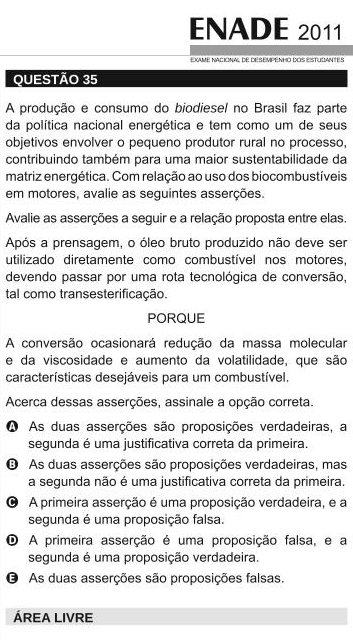 ENADE 2011
EXAME NACIONAL DE DESEMPENHO DOS ESTUDANTES
QUESTÃO 35
A produção e consumo do biodiesel no Brasil faz parte
da política nacional energética e tem como um de seus
objetivos envolver o pequeno produtor rural no processo,
contribuindo também para uma maior sustentabilidade da
matriz energética. Com relação ao uso dos biocombustíveis
em motores, avalie as seguintes asserções.
Avalie as asserções a seguir e a relação proposta entre elas.
Após a prensagem, o óleo bruto produzido não deve ser
utilizado diretamente como combustível nos motores,
devendo passar por uma rota tecnológica de conversão,
tal como transesterificação.
PORQUE
A conversão ocasionará redução da massa molecular
e da viscosidade e aumento da volatilidade, que são
características desejáveis para um combustível.
Acerca dessas asserções, assinale a opção correta.
A As duas asserções são proposições verdadeiras, a
segunda é uma justificativa correta da primeira.
B As duas asserções são proposições verdadeiras, mas
a segunda não é uma justificativa correta da primeira.
C A primeira asserção é uma proposição verdadeira, e a
segunda é uma proposição falsa.
D A primeira asserção é uma proposição falsa, e a
segunda é uma proposição verdadeira.
E As duas asserções são proposições falsas.
ÁREA LIVRE